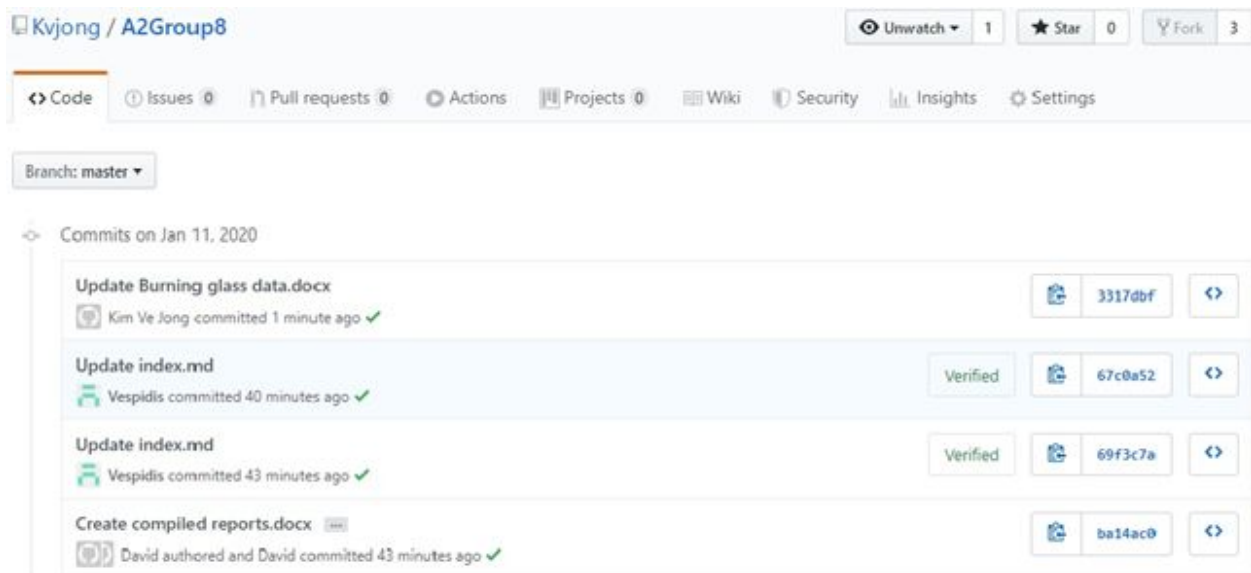 Kvjong / A2Group8 Unwatch 1 Star 0 Fork 3
Code Issues 0 Pull requests 0 Actions Projects 0 Wiki Security Insights Settings
Branch: master
Commits on Jan 11, 2020
Update Burning glass data.docx
3317dbf
Kim Ve Jong committed 1 minute ago
Update index.md
Verified 67c0a52
Vespidis committed 40 minutes ago
Update index.md
Verified 69f3c7a
Vespidis committed 43 minutes ago
Create compiled reports.docx ...
ba14ac0
David authored and David committed 43 minutes ago